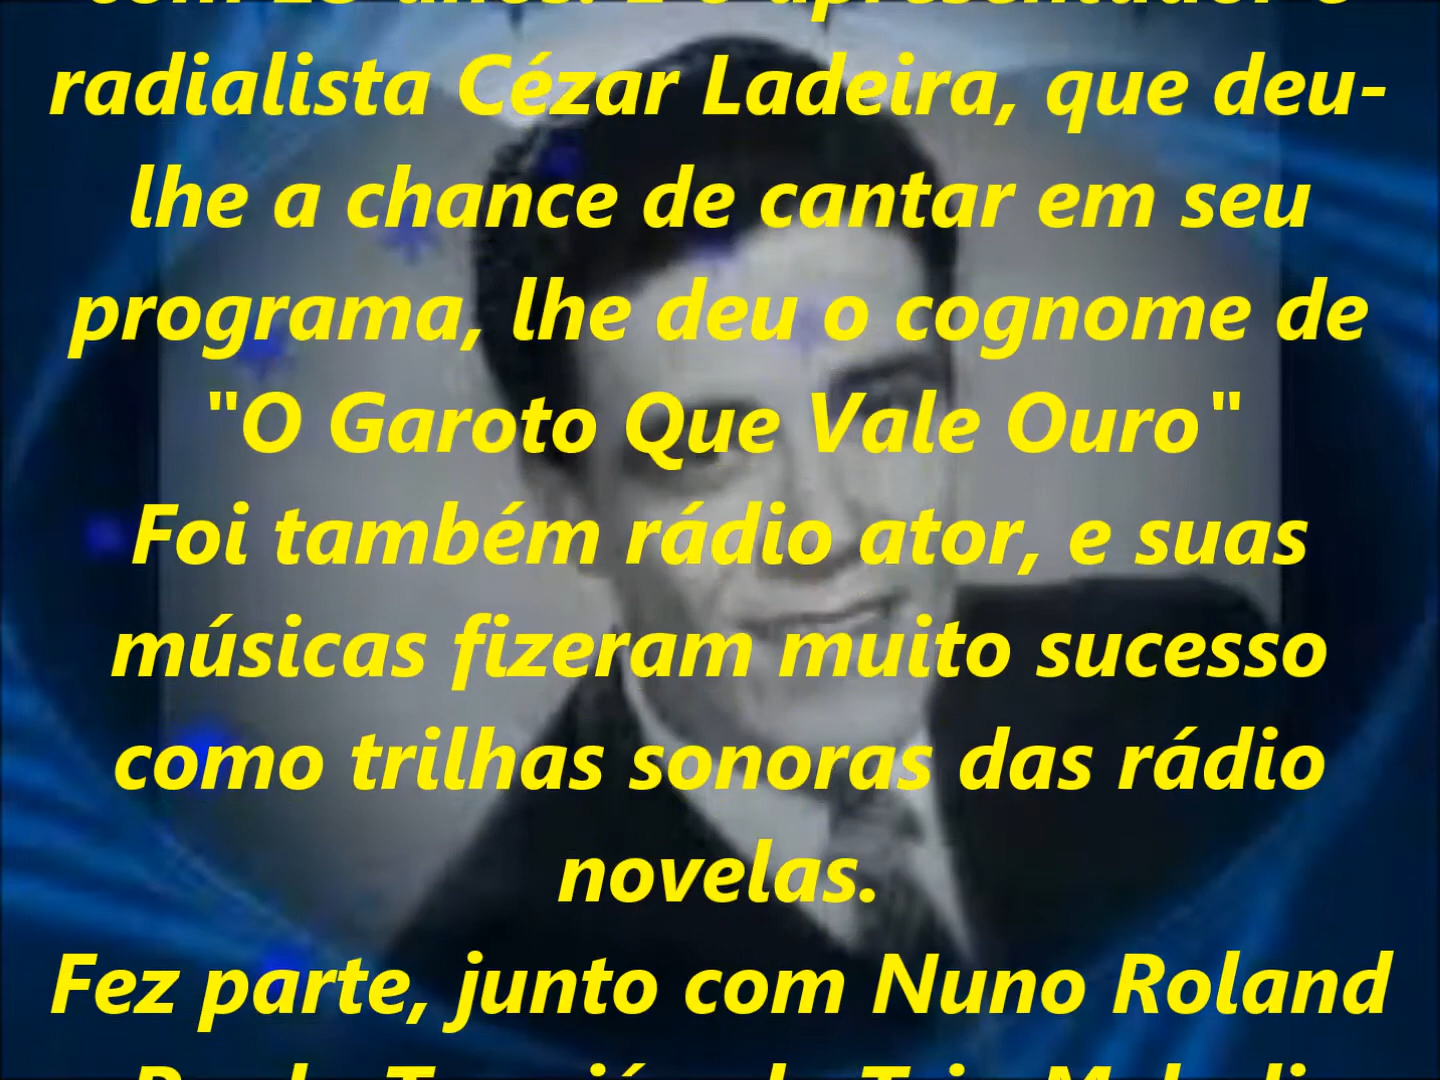 radialista Cézar Ladeira, que deu-
lhe a chance de cantar em seu
programa, lhe deu o cognome de
"O Garoto Que Vale Ouro"
Foi também rádio ator, e suas
músicas fizeram muito sucesso
como trilhas sonoras das rádio
novelas.
Fez parte, junto com Nuno Roland